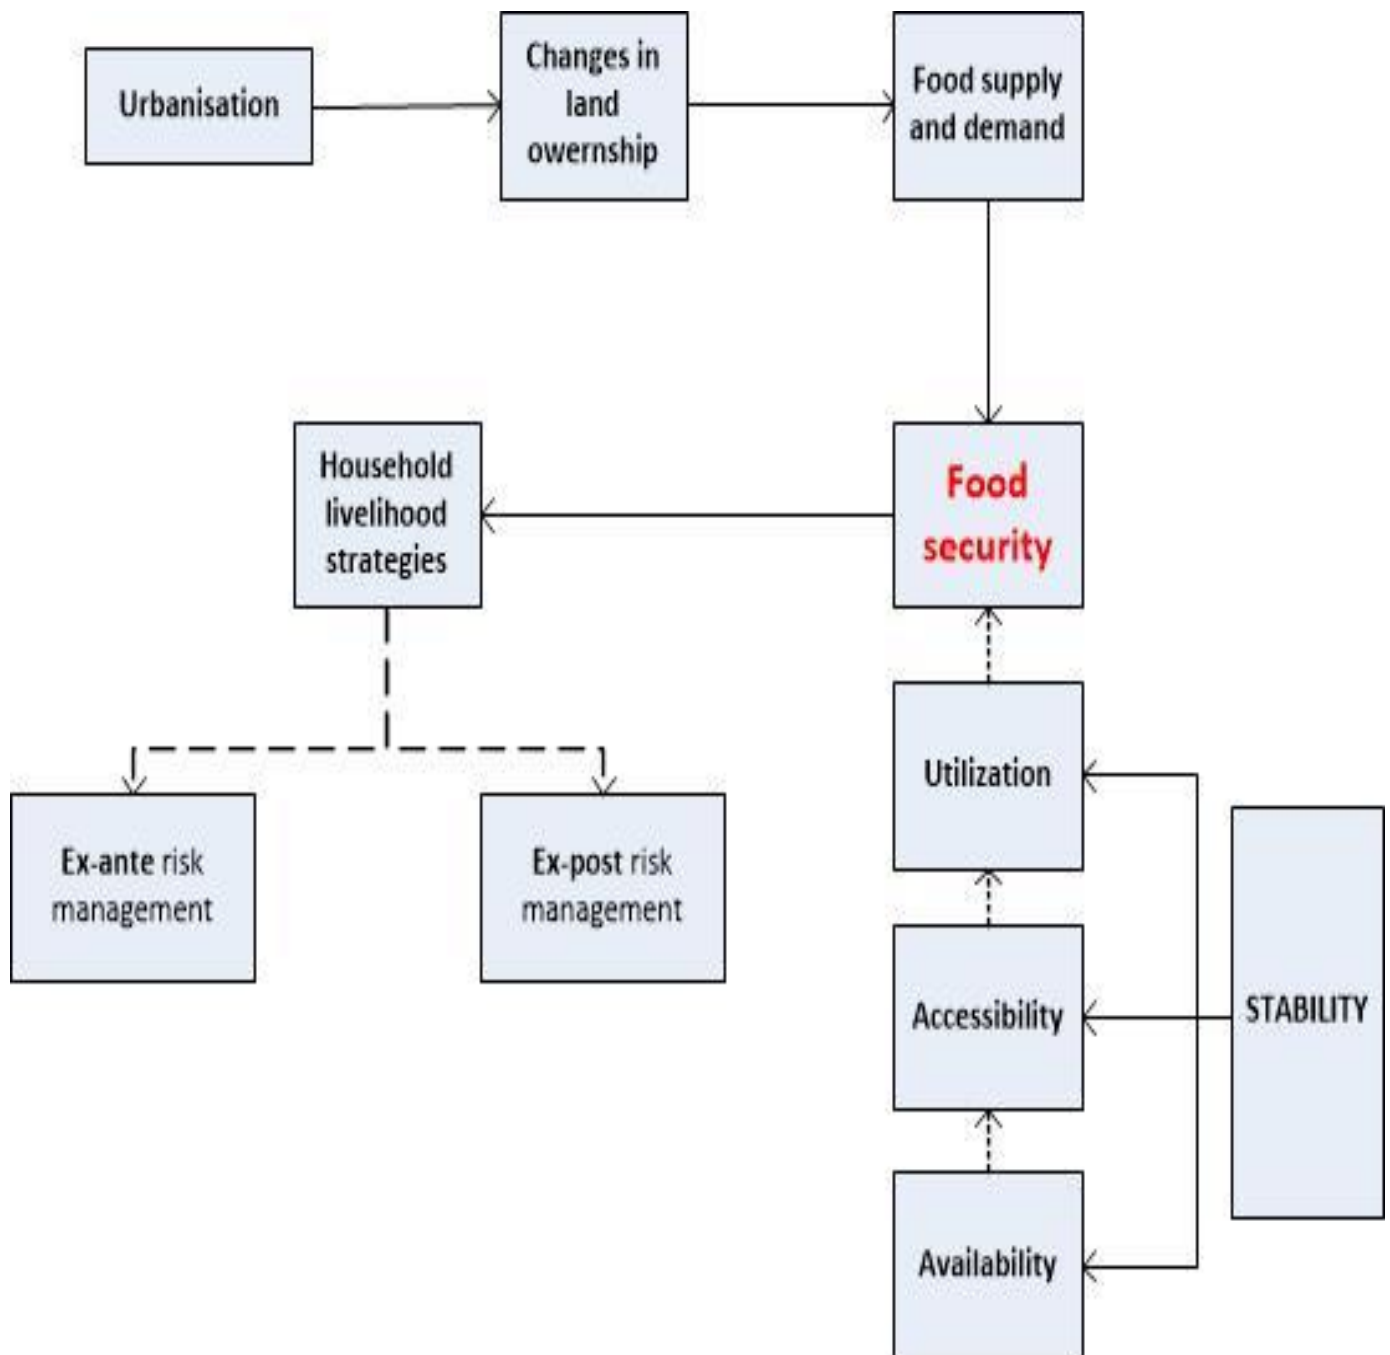 Urbanisation
Changes in
land
owernship
Food supply
and demand
Household
livelihood
strategies
Food
security
Ex-ante risk
management
Ex-post risk
management
Utilization
Accessibility
STABILITY
Availability